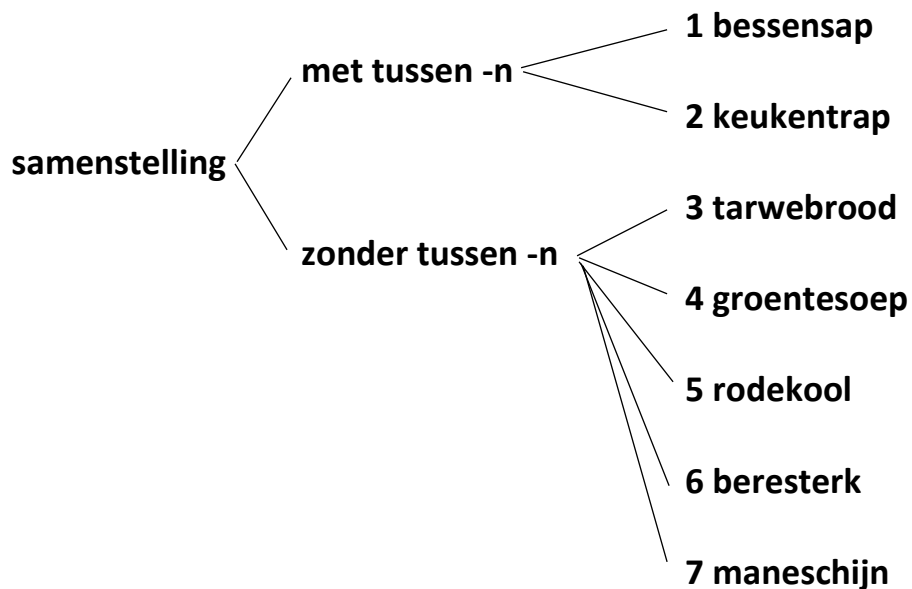 samenstelling
met tussen -n
1 bessensap
2 keukentrap
zonder tussen -n
3 tarwebrood
4 groentesoep
5 rodekool
6 beresterk
7 maneschijn